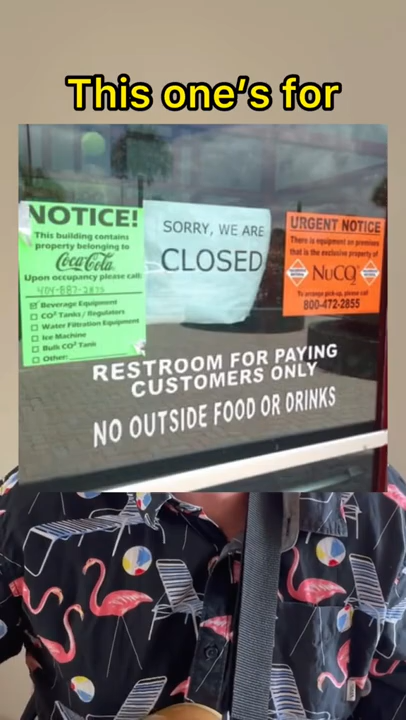 This one's for
NOTICE!
This building contains
property belonging to
Coca-Cola
Upon occupancy please call:
404-887-2835
Beverage Equipment
CO² Tanks / Regulators
Water Filtration Equipment
Ice Machine
Bulk CO² Tank
Other:
SORRY, WE ARE
CLOSED
URGENT NOTICE
There is equipment on premises
that is the exclusive property of
NuCO₂
To arrange pick-up, please call
800-472-2855
RESTROOM FOR PAYING
CUSTOMERS ONLY
NO OUTSIDE FOOD OR DRINKS